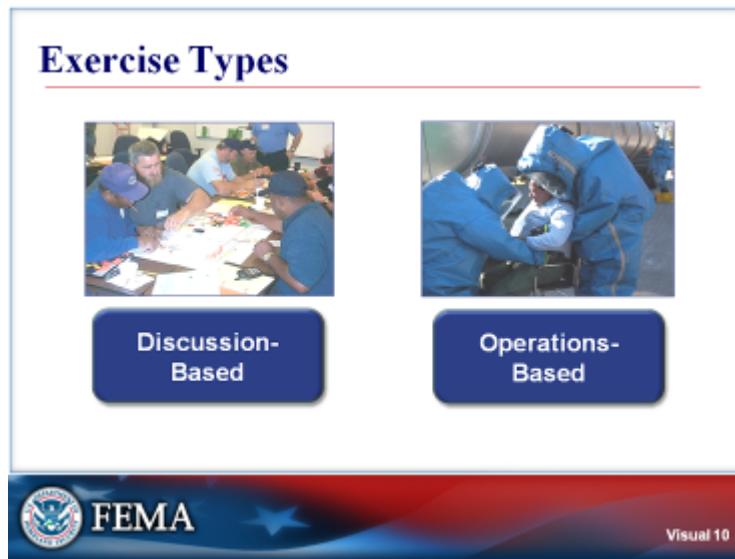 Exercise Types
Discussion-
Based
Operations-
Based
FEMA
Visual 10